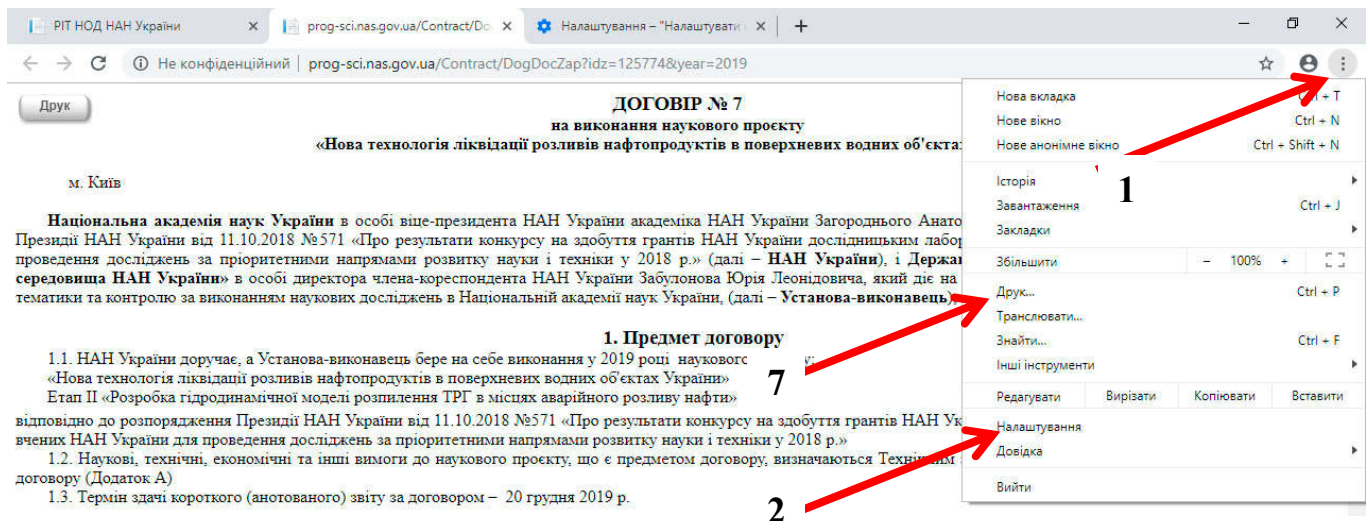 РІТ НОД НАН України
prog-sci.nas.gov.ua/Contract/Do
Налаштування – "Налаштувати
Не конфіденційний | prog-sci.nas.gov.ua/Contract/DogDocZap?idz=125774&year=2019
Друк
ДОГОВІР № 7
на виконання наукового проєкту
«Нова технологія ліквідації розливів нафтопродуктів в поверхневих водних об'єкта
м. Київ
Національна академія наук України в особі віце-президента НАН України академіка НАН України Загороднього Анато
Президії НАН України від 11.10.2018 №571 «Про результати конкурсу на здобуття грантів НАН України дослідницьким лабор
проведення досліджень за пріоритетними напрямами розвитку науки і техніки у 2018 р.» (далі – НАН України), і Держа
середовища НАН України» в особі директора члена-кореспондента НАН України Забулонова Юрія Леонідовича, який діє на
тематики та контролю за виконанням наукових досліджень в Національній академії наук України, (далі – Установа-виконавець),
1. Предмет договору
1.1. НАН України доручає, а Установа-виконавець бере на себе виконання у 2019 році наукового
«Нова технологія ліквідації розливів нафтопродуктів в поверхневих водних об'єктах України»
Етап II «Розробка гідродинамічної моделі розпилення ТРГ в місцях аварійного розливу нафти»
відповідно до розпорядження Президії НАН України від 11.10.2018 №571 «Про результати конкурсу на здобуття грантів НАН Ук
вчених НАН України для проведення досліджень за пріоритетними напрямами розвитку науки і техніки у 2018 р.»
1.2. Наукові, технічні, економічні та інші вимоги до наукового проєкту, що є предметом договору, визначаються Технічним
договору (Додаток А)
1.3. Термін здачі короткого (анотованого) звіту за договором – 20 грудня 2019 р.
Нова вкладка Ctrl + T
Нове вікно Ctrl + N
Нове анонімне вікно Ctrl + Shift + N
Історія
Завантаження Ctrl + J
Закладки
Збільшити – 100% +
Друк... Ctrl + P
Транслювати...
Знайти... Ctrl + F
Інші інструменти
Редагувати Вирізати Копіювати Вставити
Налаштування
Довідка
Вийти
1
7
2